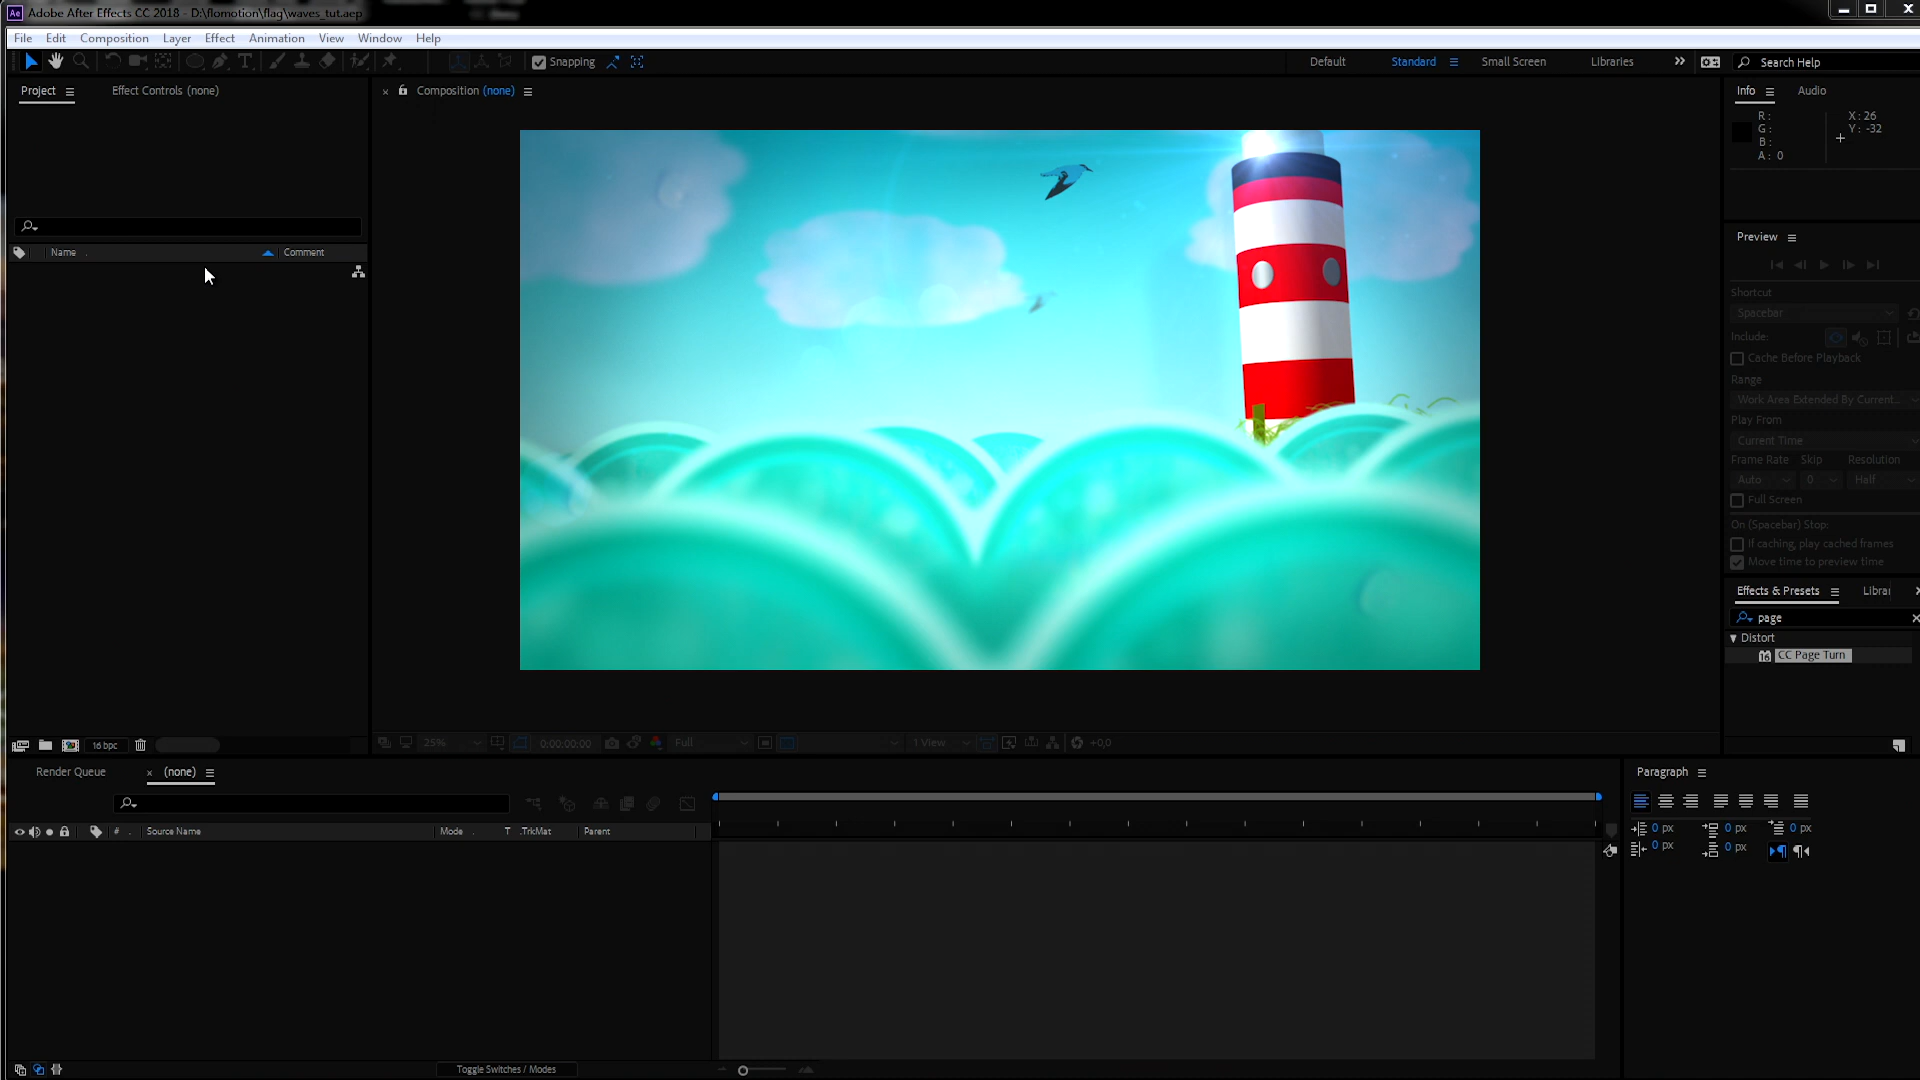 Adobe After Effects CC 2018 - D:\flomotion\flag\waves_tut.aep
File Edit Composition Layer Effect Animation View Window Help
Snapping Default Standard Small Screen Libraries Search Help
Project Effect Controls (none) Composition (none) Info Audio
R: X: 26
G: Y: -32
B:
A: 0
Name Comment
Preview
Shortcut
Spacebar
Include:
Cache Before Playback
Range
Work Area Extended By Current...
Play From
Current Time
Frame Rate Skip Resolution
Auto 0 Half
Full Screen
On (Spacebar) Stop:
If caching, play cached frames
Move time to preview time
Effects & Presets Librai
page
Distort
16 CC Page Turn
16 bpc 25% 0:00:00:00 Full 1 View +0,0
Render Queue (none) Paragraph
# Source Name Mode T .TrkMat Parent
0 px 0 px 0 px
0 px 0 px
Toggle Switches / Modes